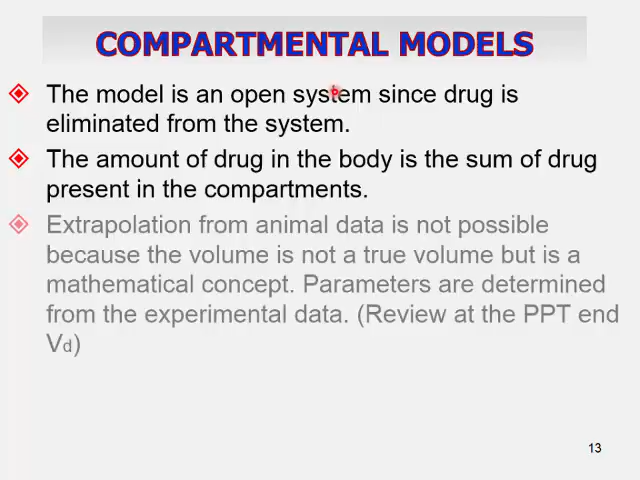 COMPARTMENTAL MODELS
The model is an open system since drug is
eliminated from the system.
The amount of drug in the body is the sum of drug
present in the compartments.
Extrapolation from animal data is not possible
because the volume is not a true volume but is a
mathematical concept. Parameters are determined
from the experimental data. (Review at the PPT end
Vd)
13